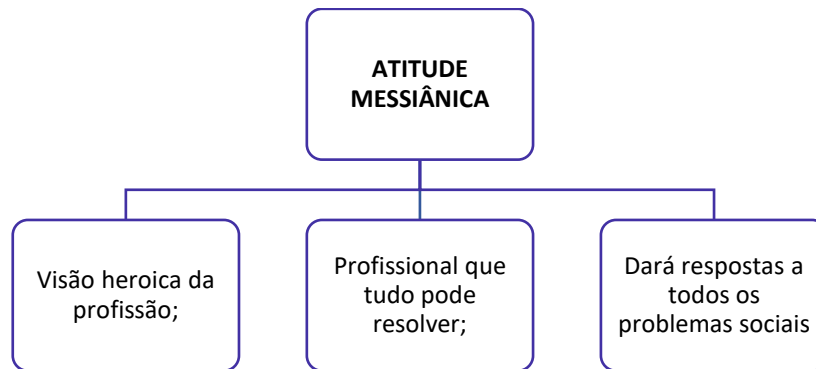 ATITUDE
MESSIÂNICA
Visão heroica da
profissão;
Profissional que
tudo pode
resolver;
Dará respostas a
todos os
problemas sociais